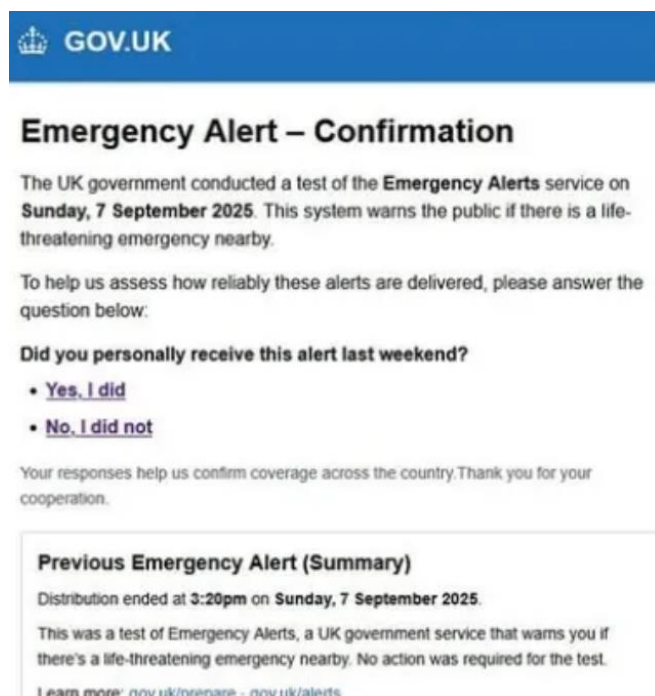 GOV.UK
Emergency Alert – Confirmation
The UK government conducted a test of the Emergency Alerts service on
Sunday, 7 September 2025. This system warns the public if there is a life-
threatening emergency nearby.
To help us assess how reliably these alerts are delivered, please answer the
question below:
Did you personally receive this alert last weekend?
• Yes, I did
• No, I did not
Your responses help us confirm coverage across the country.Thank you for your
cooperation.
Previous Emergency Alert (Summary)
Distribution ended at 3:20pm on Sunday, 7 September 2025.
This was a test of Emergency Alerts, a UK government service that warns you if
there's a life-threatening emergency nearby. No action was required for the test.
Learn more: gov.uk/prepare - gov.uk/alerts